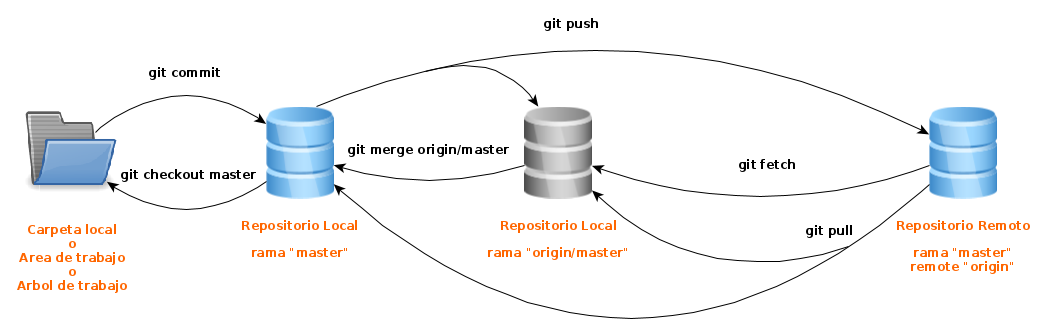 git push
git commit
git merge origin/master
git fetch
git checkout master
Repositorio Local
rama "master"
Repositorio Local
rama "origin/master"
git pull
Repositorio Remoto
rama "master"
remote "origin"
Carpeta local
o
Area de trabajo
o
Arbol de trabajo